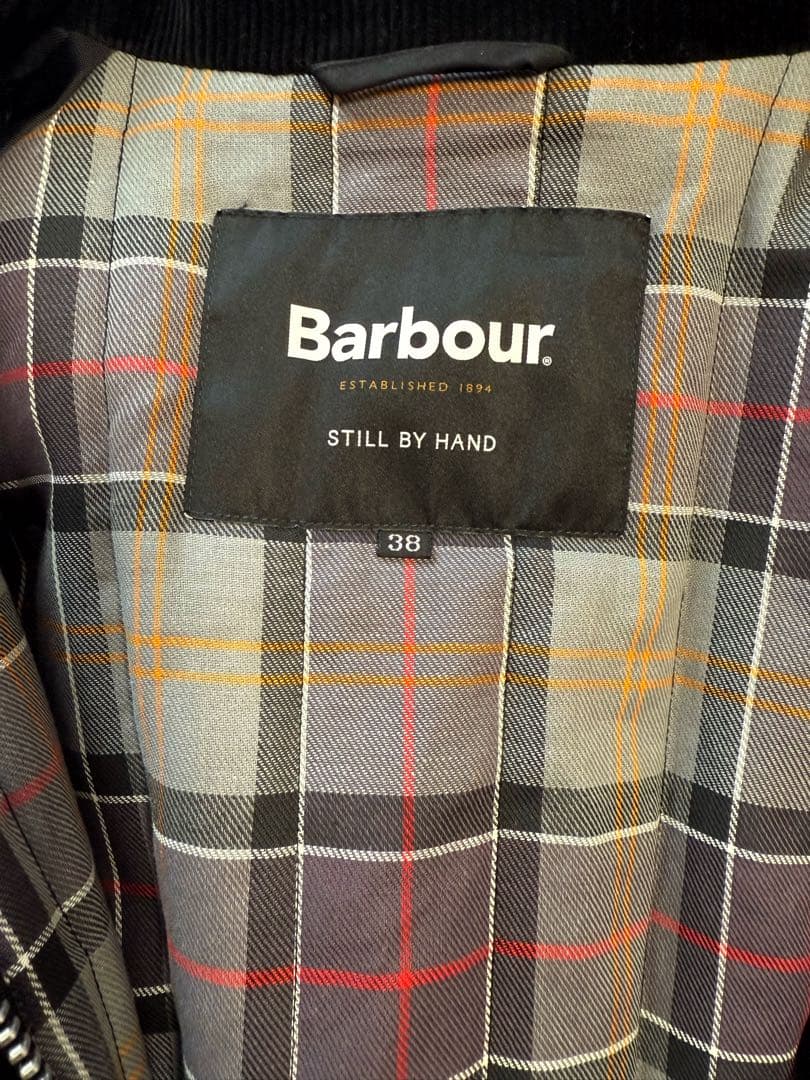 Barbour®
ESTABLISHED 1894
STILL BY HAND
38